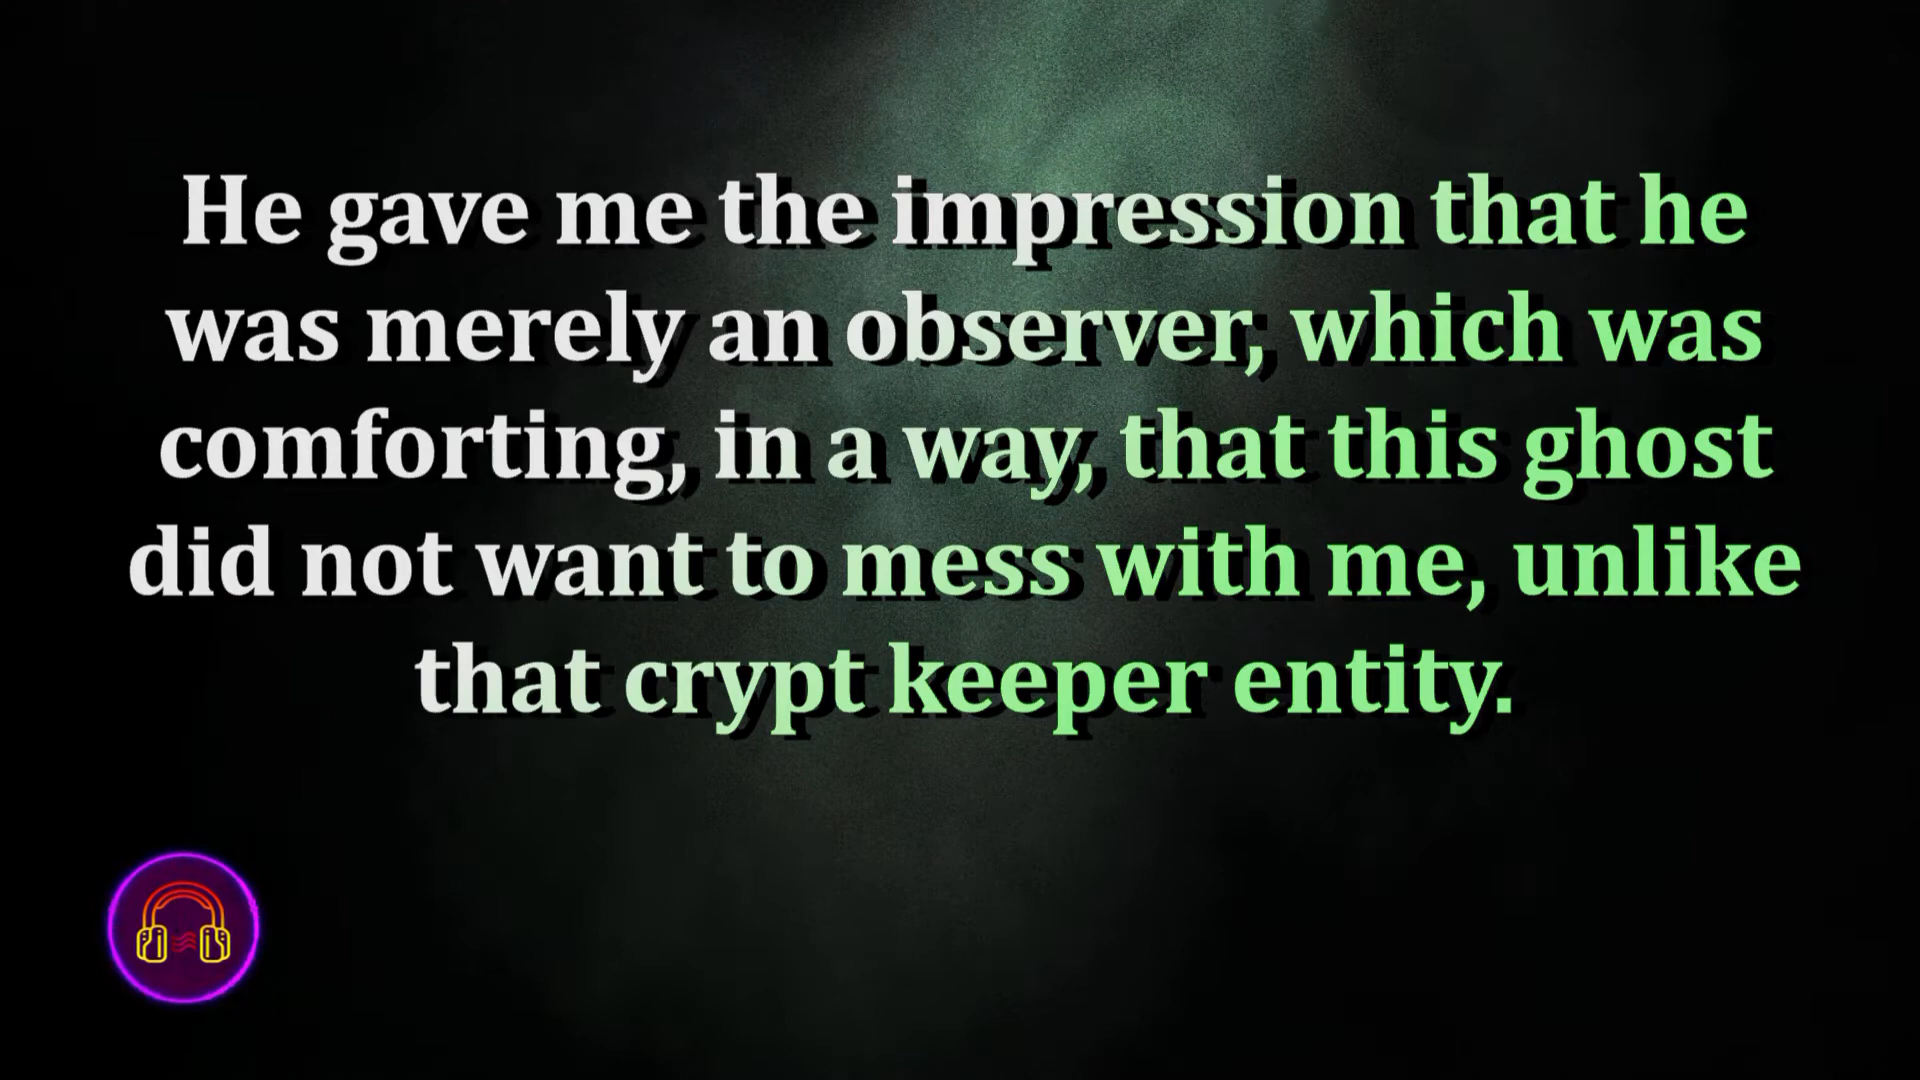 He gave me the impression that he
was merely an observer, which was
comforting, in a way, that this ghost
did not want to mess with me, unlike
that crypt keeper entity.